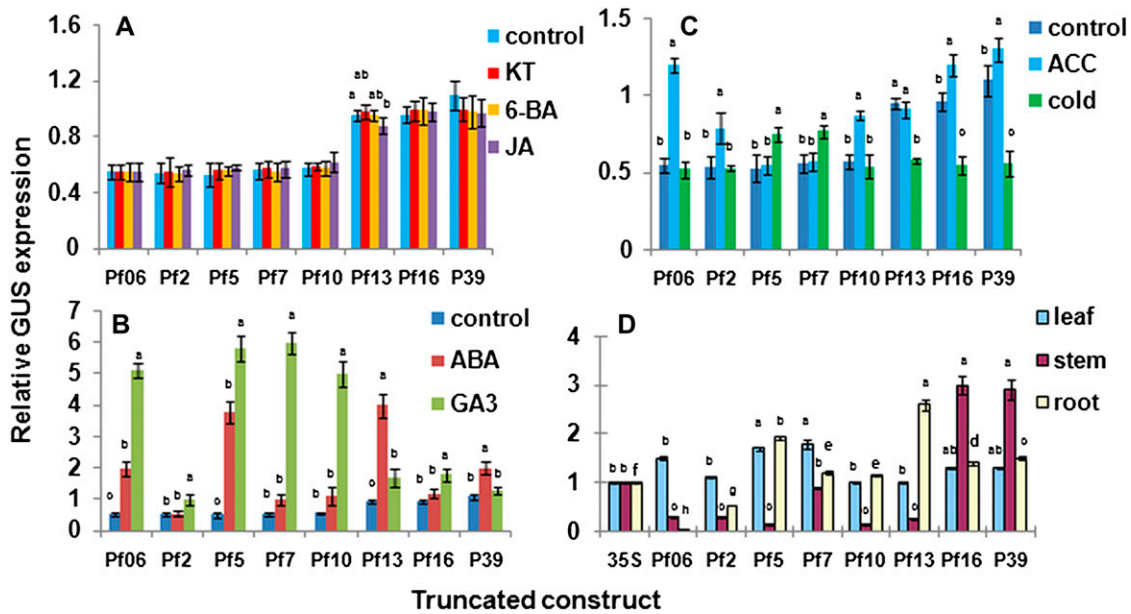 Relative GUS expression
A
1.6
1.2
0.8
0.4
0
a ab ab b
control
KT
6-BA
JA
Pf06 Pf2 Pf5 Pf7 Pf10 Pf13 Pf16 P39
C
1.5
1
0.5
0
b a b b a b b b a b b a b a b a a b b a o b a o
control
ACC
cold
Pf06 Pf2 Pf5 Pf7 Pf10 Pf13 Pf16 P39
B
7
6
5
4
3
2
1
0
o b a b b a o b a b b a b b a o a b b b a b a b
control
ABA
GA3
Pf06 Pf2 Pf5 Pf7 Pf10 Pf13 Pf16 P39
D
4
3
2
1
0
b b f b o h b o g a o b a b e b o e b o a ab a d ab a o
leaf
stem
root
35S Pf06 Pf2 Pf5 Pf7 Pf10 Pf13 Pf16 P39
Truncated construct